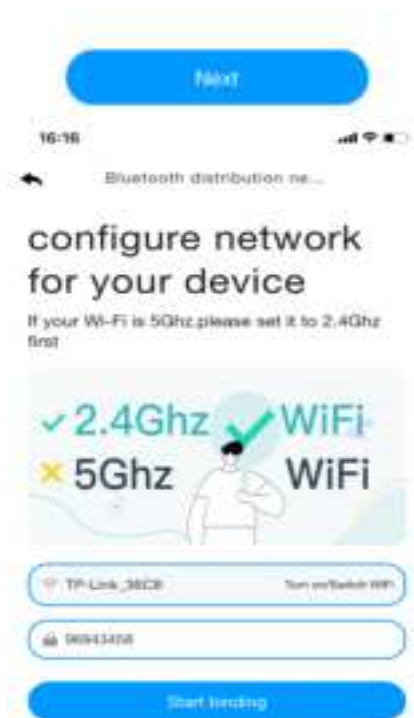 Next
16:16
Bluetooth distribution ne...
configure network
for your device
If your Wi-Fi is 5Ghz,please set it to 2.4Ghz
first
2.4Ghz WiFi
5Ghz WiFi
TP-Link_36C8 Turn on/Switch WiFi
96943458
Start binding